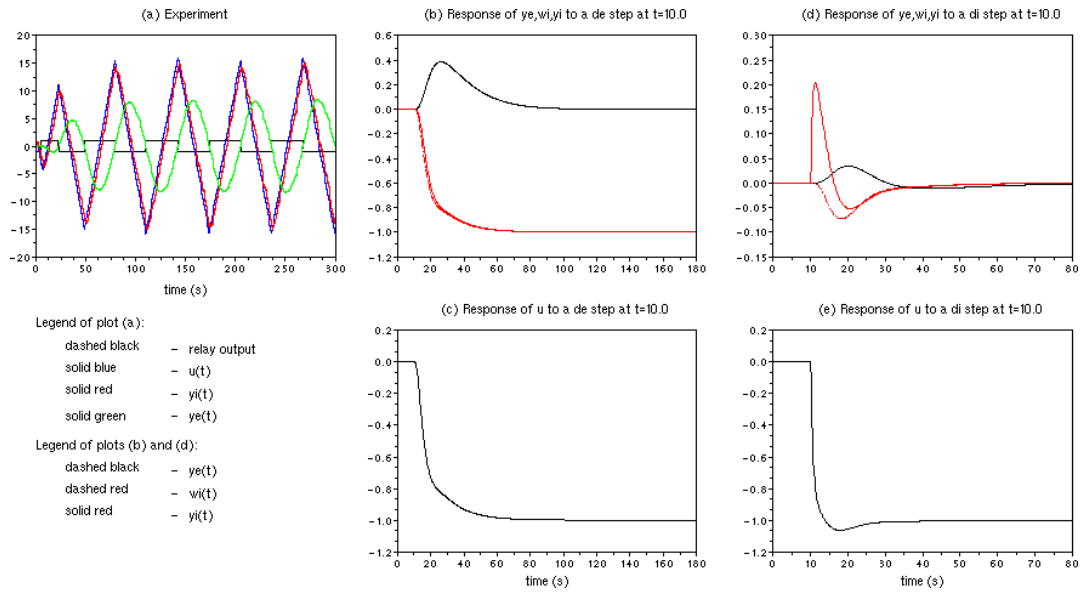 (a) Experiment
20
15
10
5
0
−5
−10
−15
−20
0 50 100 150 200 250 300
time (s)
(b) Response of ye,wi,yi to a de step at t=10.0
0.6
0.4
0.2
0.0
−0.2
−0.4
−0.6
−0.8
−1.0
−1.2
0 20 40 60 80 100 120 140 160 180
(d) Response of ye,wi,yi to a di step at t=10.0
0.30
0.25
0.20
0.15
0.10
0.05
0.00
−0.05
−0.10
−0.15
0 10 20 30 40 50 60 70 80
Legend of plot (a):
dashed black − relay output
solid blue − u(t)
solid red − yi(t)
solid green − ye(t)
Legend of plots (b) and (d):
dashed black − ye(t)
dashed red − wi(t)
solid red − yi(t)
(c) Response of u to a de step at t=10.0
0.2
0.0
−0.2
−0.4
−0.6
−0.8
−1.0
−1.2
0 20 40 60 80 100 120 140 160 180
time (s)
(e) Response of u to a di step at t=10.0
0.2
0.0
−0.2
−0.4
−0.6
−0.8
−1.0
−1.2
0 10 20 30 40 50 60 70 80
time (s)